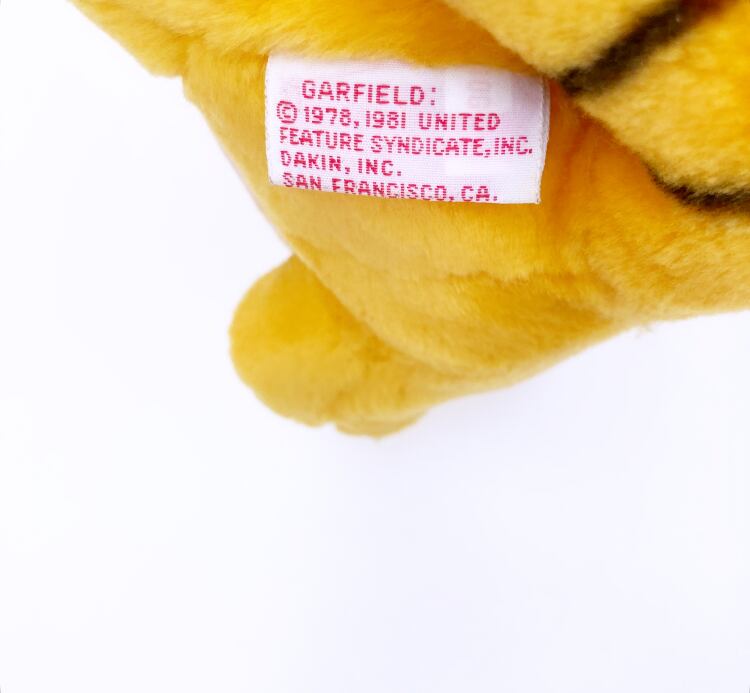 GARFIELD:
© 1978, 1981 UNITED
FEATURE SYNDICATE, INC.
DAKIN, INC.
SAN FRANCISCO, CA.